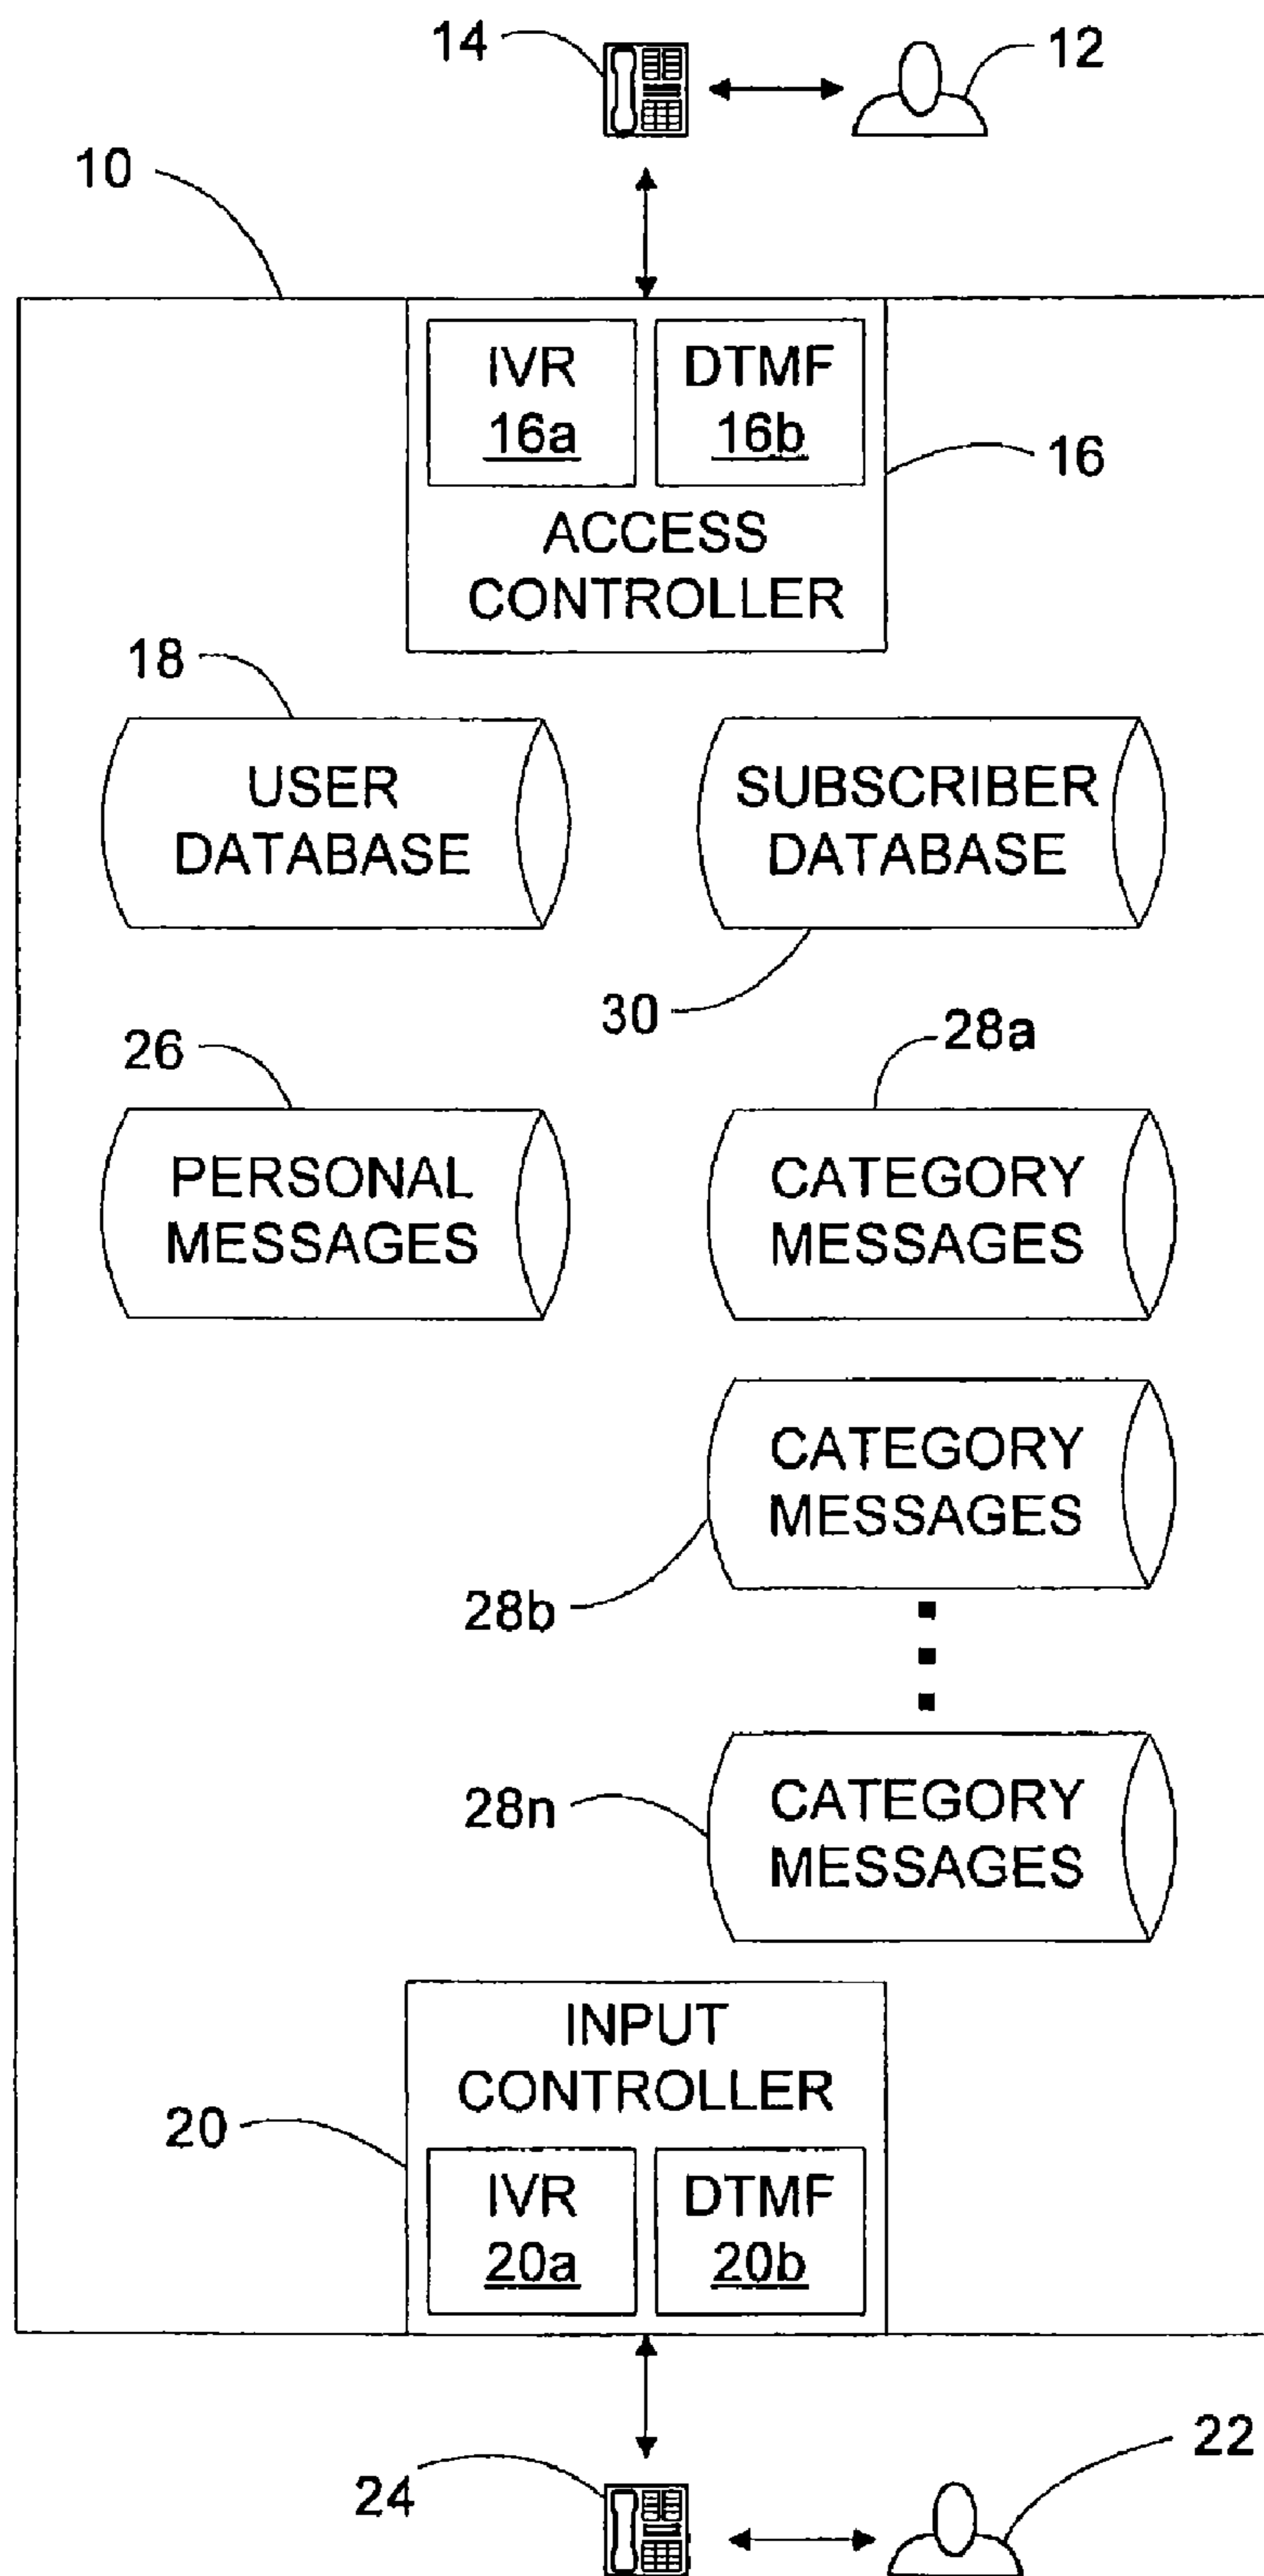 14
12
10
IVR
16a
DTMF
16b
16
ACCESS
CONTROLLER
18
USER
DATABASE
SUBSCRIBER
DATABASE
30
26
28a
PERSONAL
MESSAGES
CATEGORY
MESSAGES
CATEGORY
MESSAGES
28b
28n
CATEGORY
MESSAGES
INPUT
CONTROLLER
20
IVR
20a
DTMF
20b
24
22